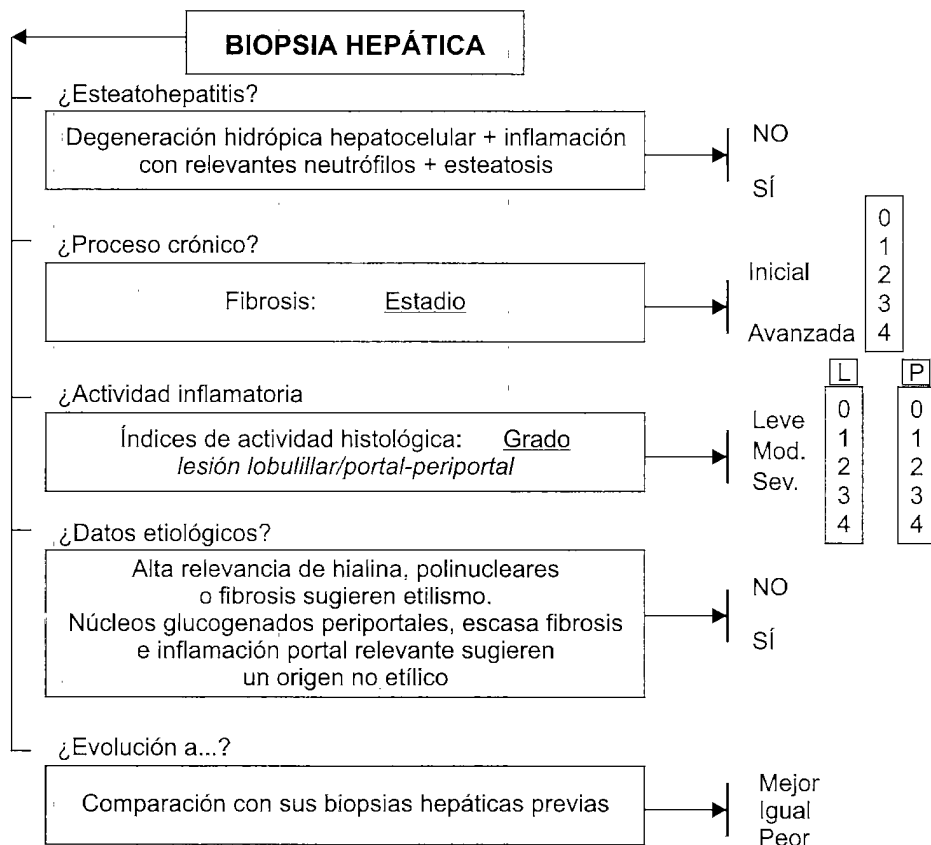 BIOPSIA HEPÁTICA
¿Esteatohepatitis?
Degeneración hidrópica hepatocelular + inflamación
con relevantes neutrófilos + esteatosis
NO
SÍ
¿Proceso crónico?
Fibrosis: Estadio
Inicial
Avanzada
0
1
2
3
4
¿Actividad inflamatoria
Índices de actividad histológica: Grado
lesión lobulillar/portal-periportal
Leve
Mod.
Sev.
L
0
1
2
3
4
P
0
1
2
3
4
¿Datos etiológicos?
Alta relevancia de hialina, polinucleares
o fibrosis sugieren etilismo.
Núcleos glucogenados periportales, escasa fibrosis
e inflamación portal relevante sugieren
un origen no etílico
NO
SÍ
¿Evolución a...?
Comparación con sus biopsias hepáticas previas
Mejor
Igual
Peor